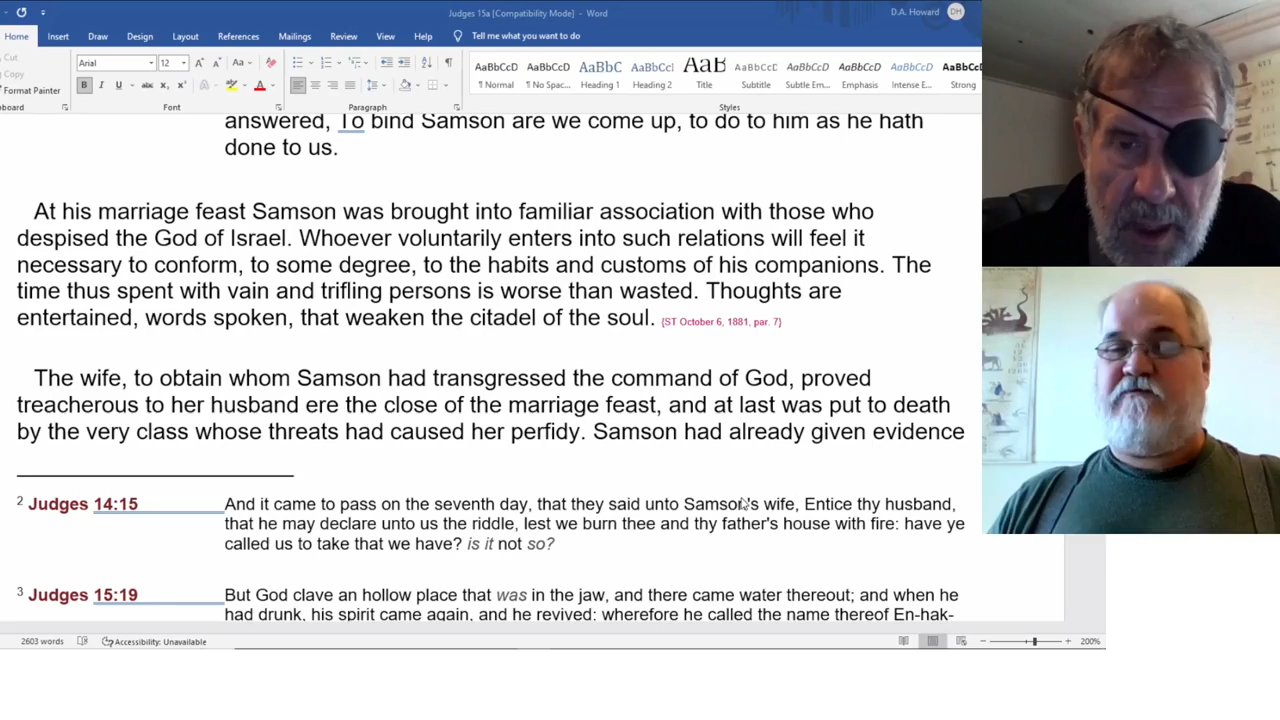 Judges 15a [Compatibility Mode] - Word
D.A. Howard DH
Home Insert Draw Design Layout References Mailings Review View Help Tell me what you want to do
Cut
Copy
Format Painter
Arial 12
AaBbCcD AaBbCcD AaBbC AaBbCcI AaB AaBbCcD AaBbCcD AaBbCcD AaBbCcD AaBbCcD
¶ Normal ¶ No Spac... Heading 1 Heading 2 Title Subtitle Subtle Em... Emphasis Intense E... Strong
board Font Paragraph Styles
answered, To bind Samson are we come up, to do to him as he hath
done to us.
At his marriage feast Samson was brought into familiar association with those who
despised the God of Israel. Whoever voluntarily enters into such relations will feel it
necessary to conform, to some degree, to the habits and customs of his companions. The
time thus spent with vain and trifling persons is worse than wasted. Thoughts are
entertained, words spoken, that weaken the citadel of the soul. {ST October 6, 1881, par. 7}
The wife, to obtain whom Samson had transgressed the command of God, proved
treacherous to her husband ere the close of the marriage feast, and at last was put to death
by the very class whose threats had caused her perfidy. Samson had already given evidence
2 Judges 14:15 And it came to pass on the seventh day, that they said unto Samson's wife, Entice thy husband,
that he may declare unto us the riddle, lest we burn thee and thy father's house with fire: have ye
called us to take that we have? is it not so?
3 Judges 15:19 But God clave an hollow place that was in the jaw, and there came water thereout; and when he
had drunk, his spirit came again, and he revived: wherefore he called the name thereof En-hak-
2603 words Accessibility: Unavailable 200%